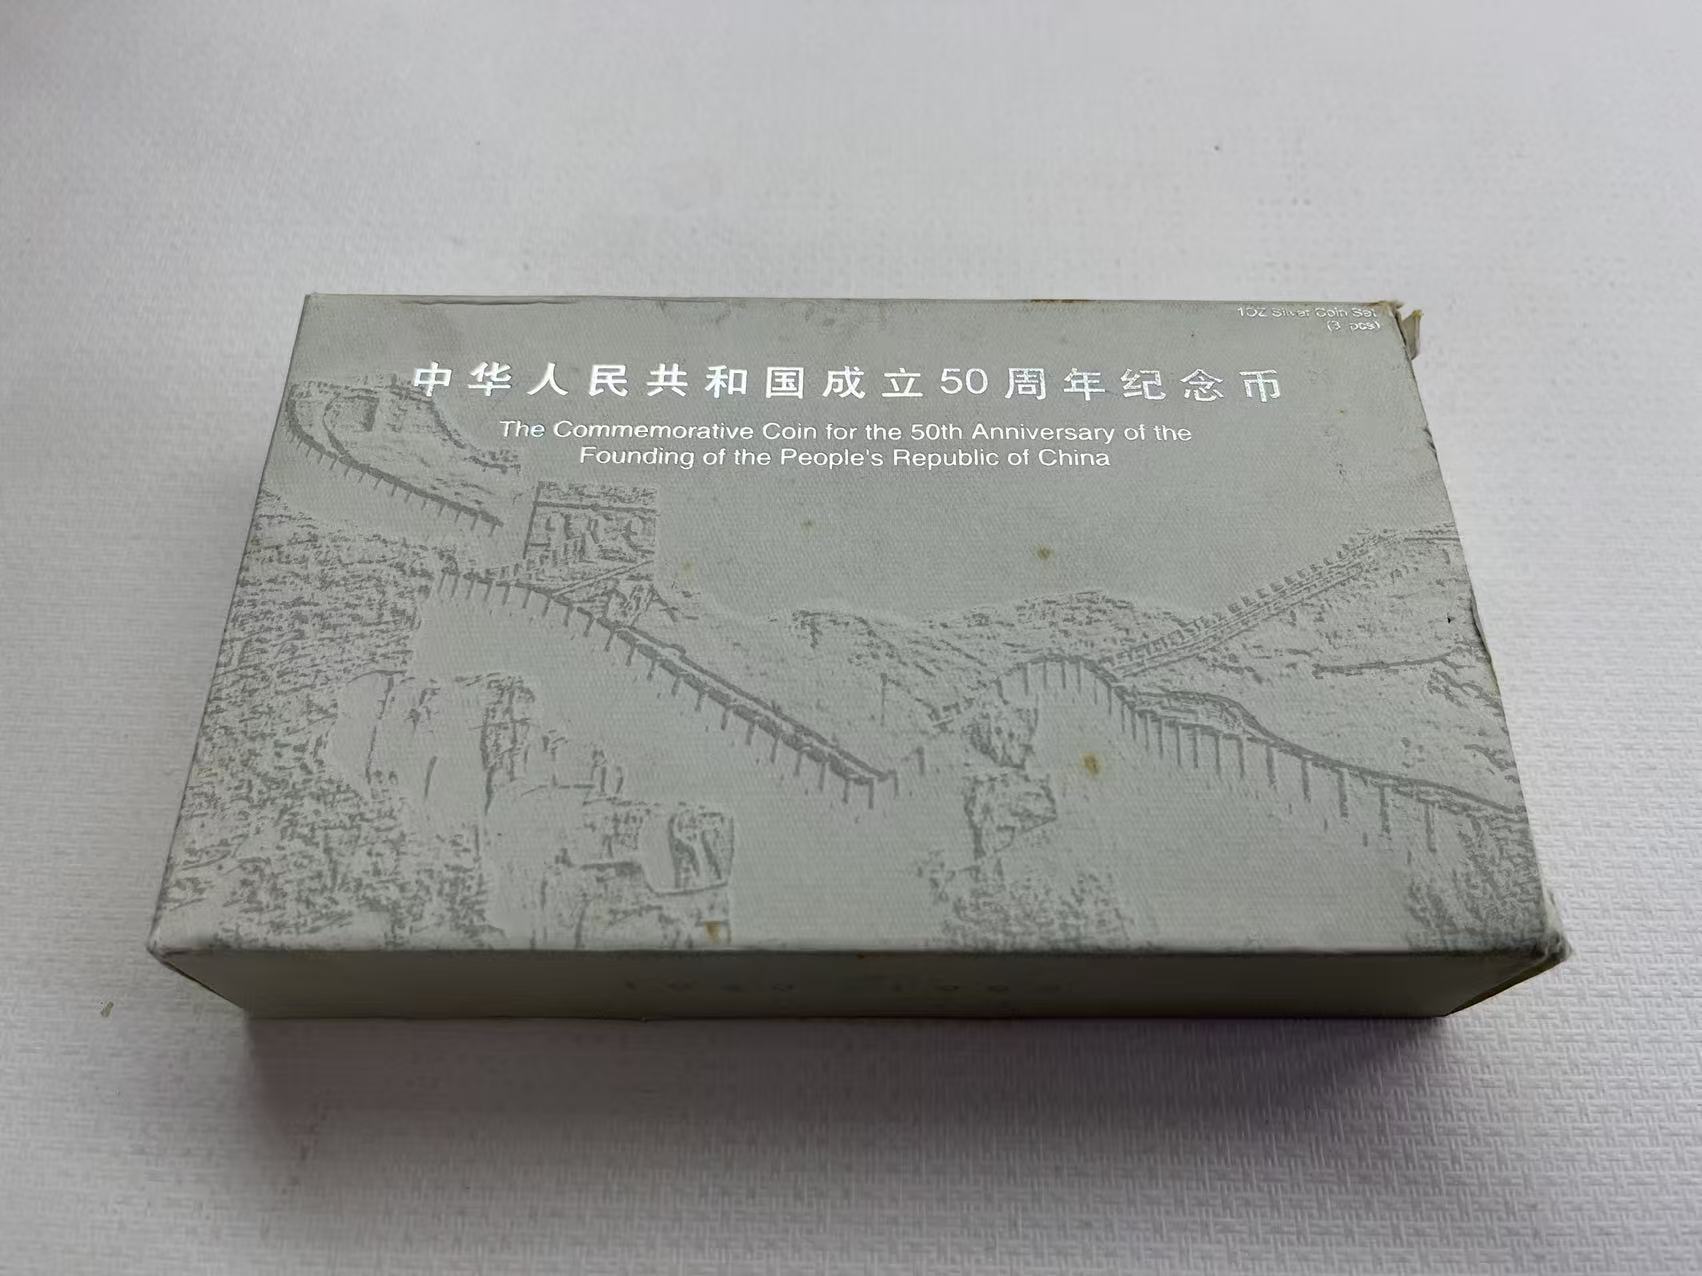 1OZ Silver Coin Set
(3 pcs)
中华人民共和国成立50周年纪念币
The Commemorative Coin for the 50th Anniversary of the
Founding of the People's Republic of China